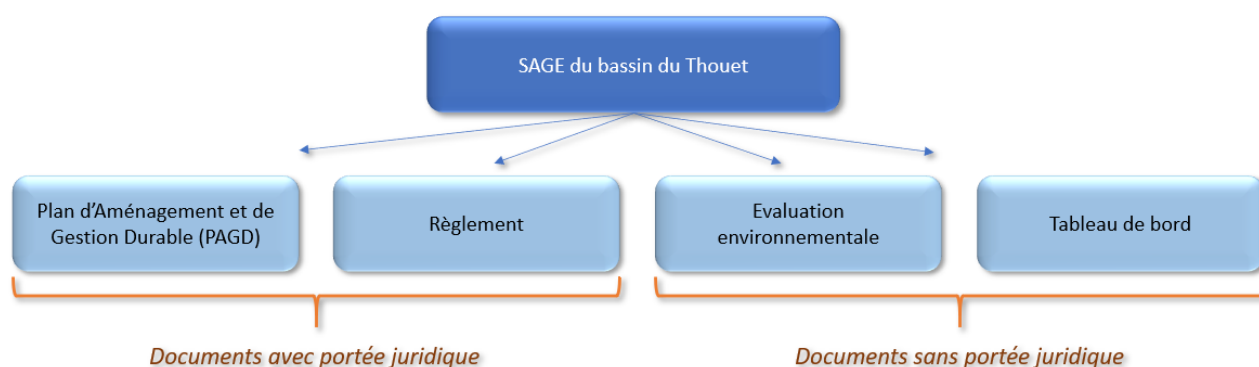 SAGE du bassin du Thouet
Plan d'Aménagement et de
Gestion Durable (PAGD)
Règlement
Evaluation
environnementale
Tableau de bord
Documents avec portée juridique
Documents sans portée juridique